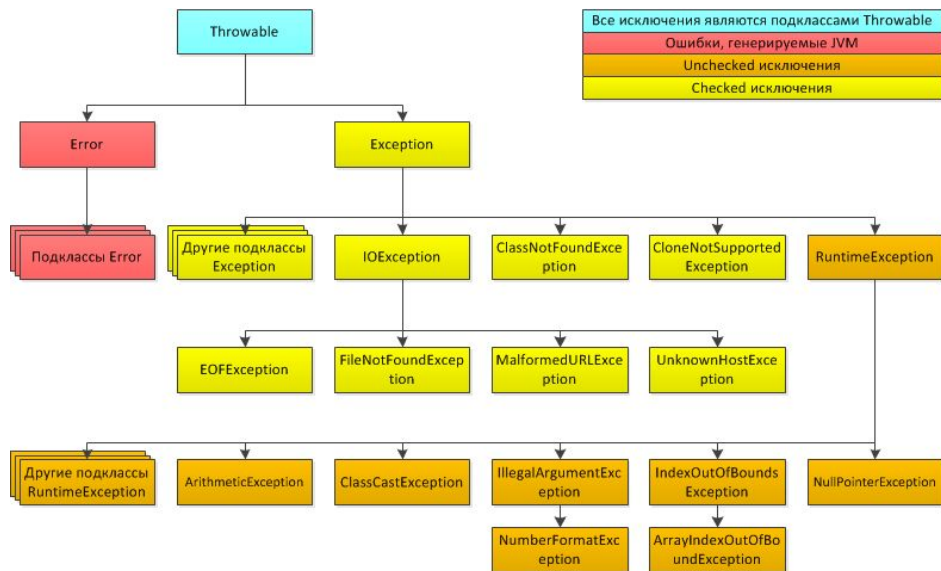 Throwable
Все исключения являются подклассами Throwable
Ошибки, генерируемые JVM
Unchecked исключения
Checked исключения
Error
Exception
Подклассы Error
Другие подклассы
Exception
IOException
ClassNotFoundExce
ption
CloneNotSupported
Exception
RuntimeException
EOFException
FileNotFoundExcep
tion
MalformedURLExce
ption
UnknownHostExcep
tion
Другие подклассы
RuntimeException
ArithmeticException
ClassCastException
IllegalArgumentExc
eption
IndexOutOfBounds
Exception
NullPointerException
NumberFormatExc
eption
ArrayIndexOutOfBo
undException